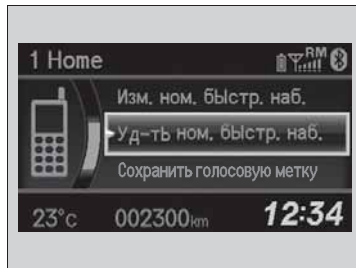 1 Home RM
Изм. ном. быстр. наб.
Уд-ть ном. быстр. наб.
Сохранить голосовую метку
23°c 002300km 12:34